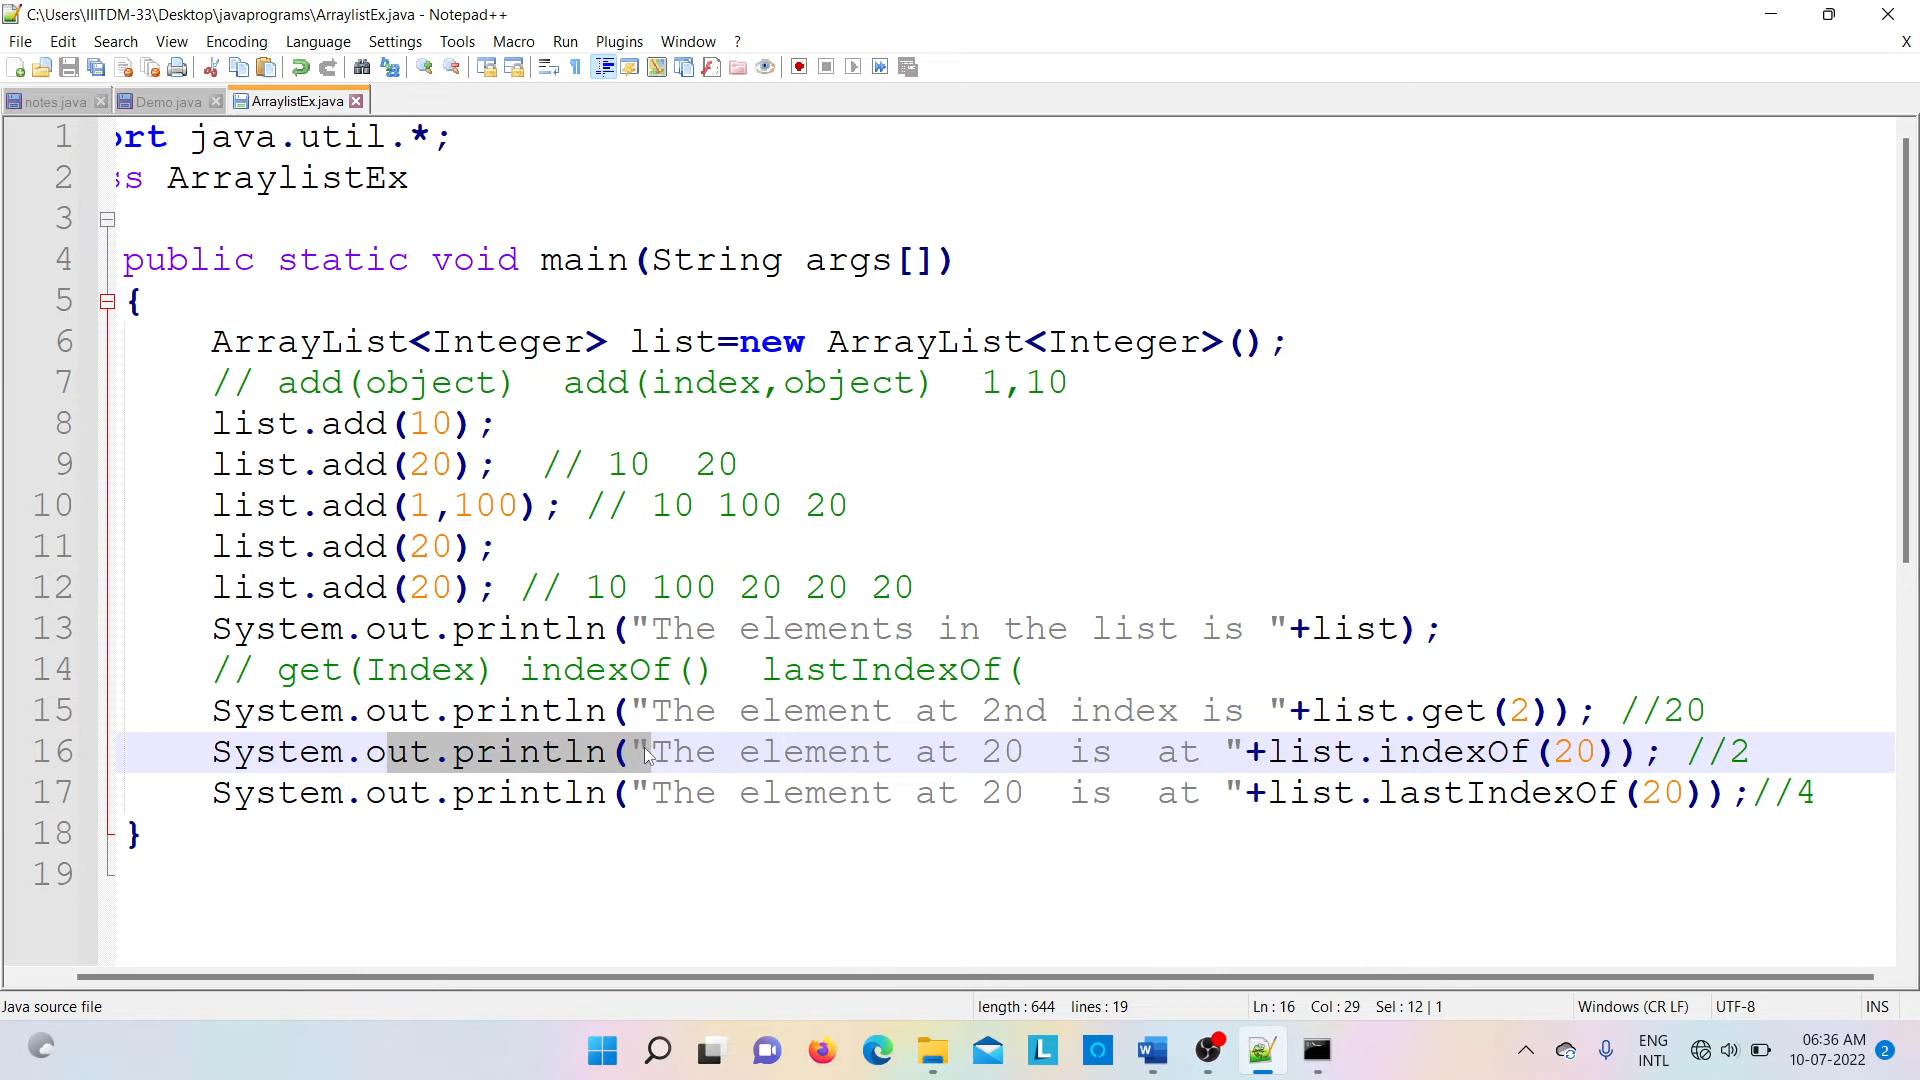 C:\Users\IIITDM-33\Desktop\javaprograms\ArraylistEx.java - Notepad++
File Edit Search View Encoding Language Settings Tools Macro Run Plugins Window ? X
notes.java Demo.java ArraylistEx.java
1 ort java.util.*;
2 ss ArraylistEx
3
4 public static void main(String args[])
5 {
6 ArrayList<Integer> list=new ArrayList<Integer>();
7 // add(object) add(index,object) 1,10
8 list.add(10);
9 list.add(20); // 10 20
10 list.add(1,100); // 10 100 20
11 list.add(20);
12 list.add(20); // 10 100 20 20 20
13 System.out.println("The elements in the list is "+list);
14 // get(Index) indexOf() lastIndexOf(
15 System.out.println("The element at 2nd index is "+list.get(2)); //20
16 System.out.println("The element at 20 is at "+list.indexOf(20)); //2
17 System.out.println("The element at 20 is at "+list.lastIndexOf(20));//4
18 }
19
Java source file length : 644 lines : 19 Ln : 16 Col : 29 Sel : 12 | 1 Windows (CR LF) UTF-8 INS
ENG 06:36 AM
INTL 10-07-2022 2